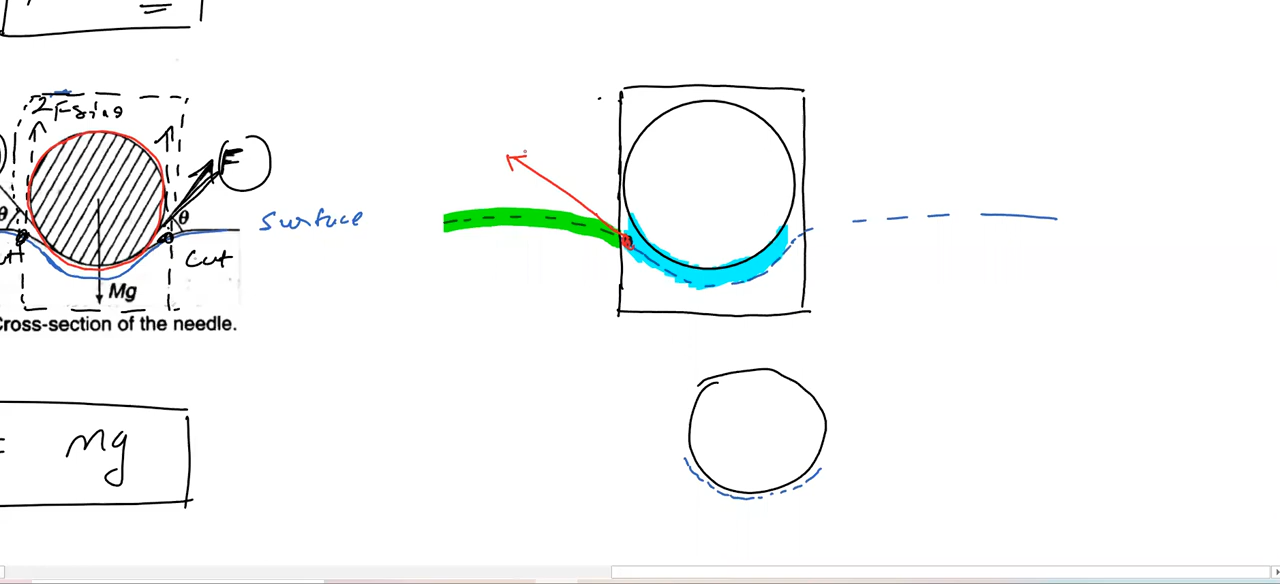 2Fsinθ
F
θ
θ
surface
Cut
Mg
Cross-section of the needle.
= mg